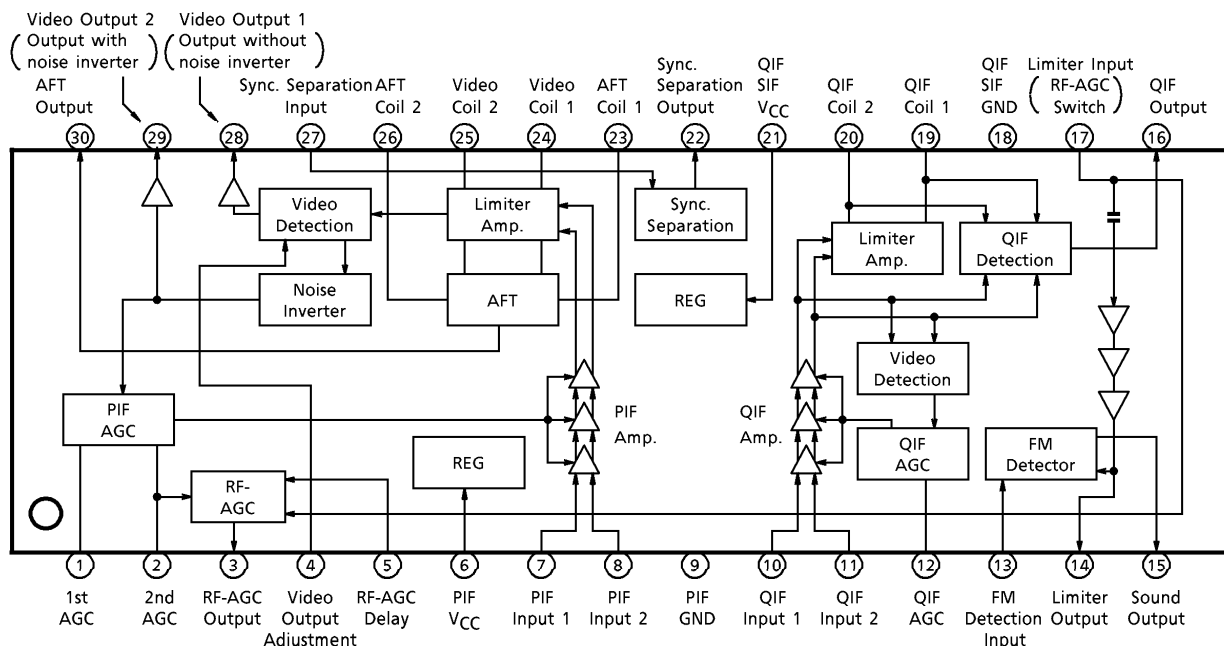 Video Output 2
(Output with
noise inverter)
Video Output 1
(Output without
noise inverter)
AFT
Output
Sync. Separation
Input
AFT
Coil 2
Video
Coil 2
Video
Coil 1
AFT
Coil 1
Sync.
Separation
Output
QIF
SIF
VCC
QIF
Coil 2
QIF
Coil 1
QIF
SIF
GND
Limiter Input
(RF-AGC
Switch)
QIF
Output
30
29
28
27
26
25
24
23
22
21
20
19
18
17
16
Video
Detection
Limiter
Amp.
Sync.
Separation
Limiter
Amp.
QIF
Detection
Noise
Inverter
AFT
REG
Video
Detection
PIF
AGC
PIF
Amp.
QIF
Amp.
REG
QIF
AGC
FM
Detector
RF-
AGC
1
2
3
4
5
6
7
8
9
10
11
12
13
14
15
1st
AGC
2nd
AGC
RF-AGC
Output
Video
Output
Adjustment
RF-AGC
Delay
PIF
VCC
PIF
Input 1
PIF
Input 2
PIF
GND
QIF
Input 1
QIF
Input 2
QIF
AGC
FM
Detection
Input
Limiter
Output
Sound
Output